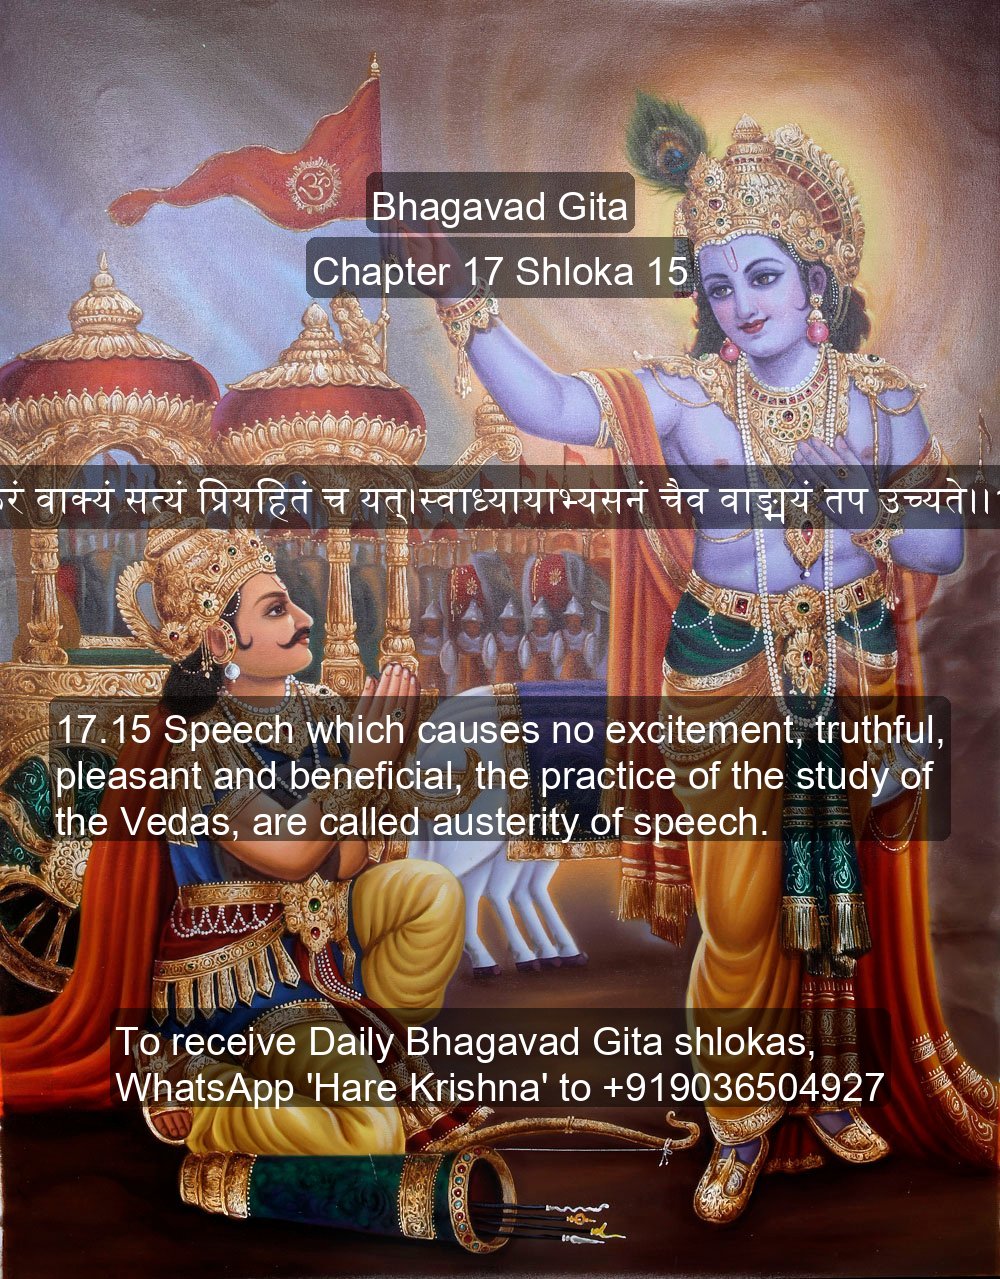 Bhagavad Gita
Chapter 17 Shloka 15
ॐ
वाक्यं सत्यं प्रियहितं च यत्।स्वाध्यायाभ्यसनं चैव वाङ्मयं तप उच्यते।।
17.15 Speech which causes no excitement, truthful,
pleasant and beneficial, the practice of the study of
the Vedas, are called austerity of speech.
To receive Daily Bhagavad Gita shlokas,
WhatsApp 'Hare Krishna' to +919036504927